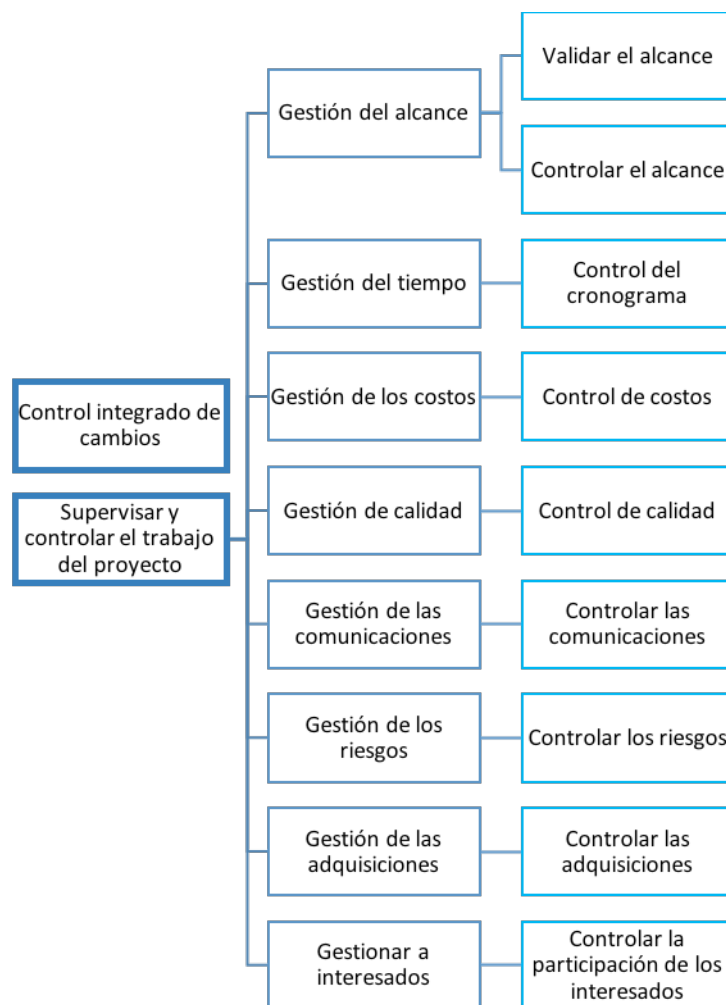 Control integrado de
cambios
Supervisar y
controlar el trabajo
del proyecto
Gestión del alcance
Validar el alcance
Controlar el alcance
Gestión del tiempo
Control del
cronograma
Gestión de los costos
Control de costos
Gestión de calidad
Control de calidad
Gestión de las
comunicaciones
Controlar las
comunicaciones
Gestión de los
riesgos
Controlar los riesgos
Gestión de las
adquisiciones
Controlar las
adquisiciones
Gestionar a
interesados
Controlar la
participación de los
interesados